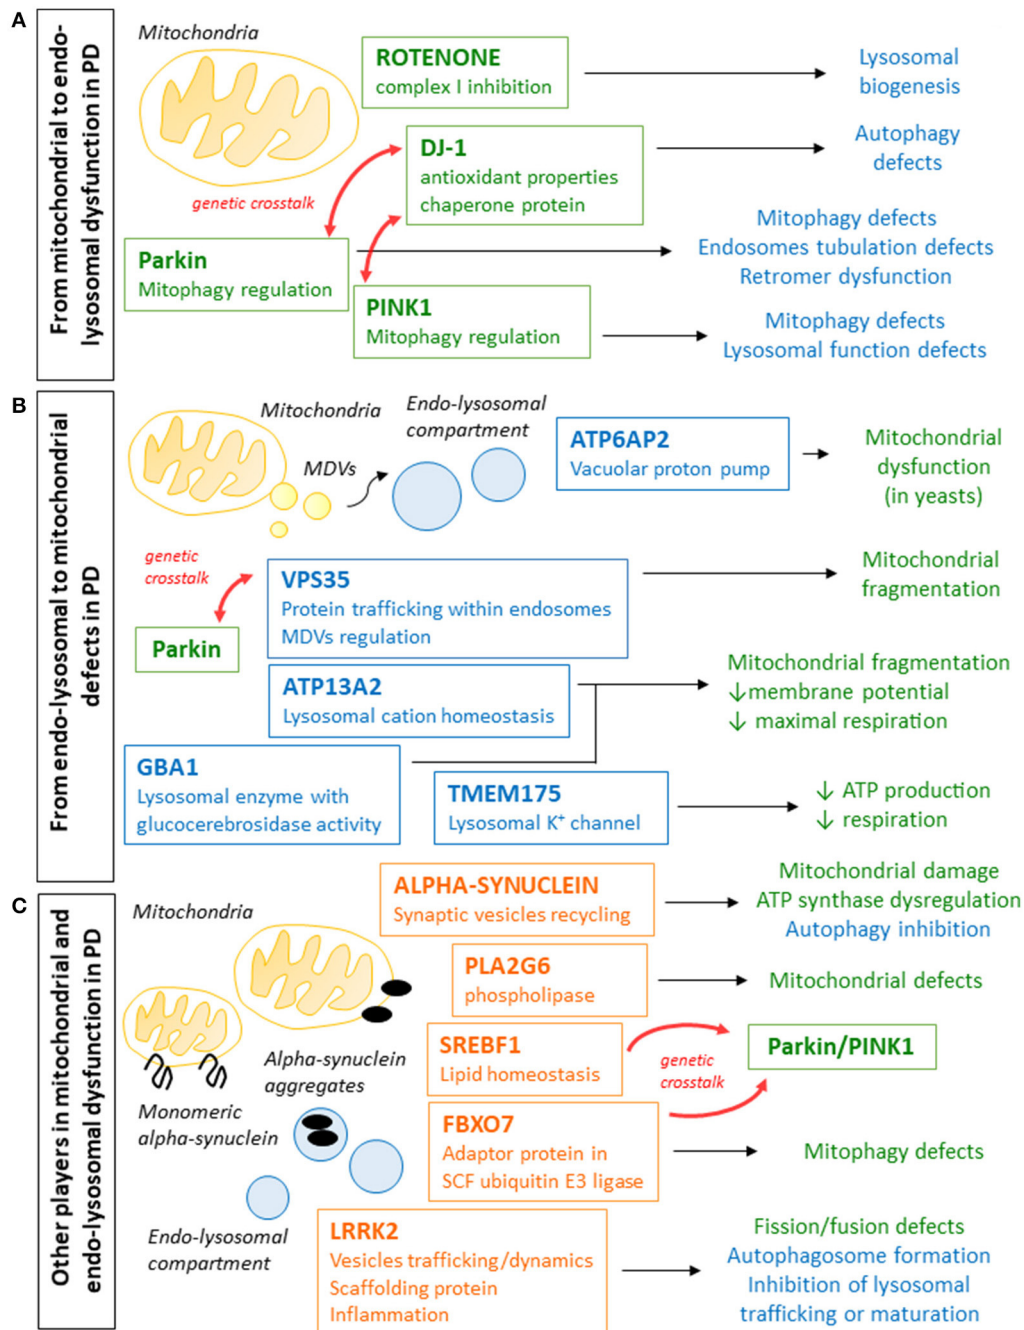 A
From mitochondrial to endo-
lysosomal dysfunction in PD
Mitochondria
ROTENONE
complex I inhibition
Lysosomal
biogenesis
DJ-1
antioxidant properties
chaperone protein
Autophagy
defects
genetic crosstalk
Parkin
Mitophagy regulation
Mitophagy defects
Endosomes tubulation defects
Retromer dysfunction
PINK1
Mitophagy regulation
Mitophagy defects
Lysosomal function defects
B
From endo-lysosomal to mitochondrial
defects in PD
Mitochondria
MDVs
Endo-lysosomal
compartment
ATP6AP2
Vacuolar proton pump
Mitochondrial
dysfunction
(in yeasts)
genetic
crosstalk
Parkin
VPS35
Protein trafficking within endosomes
MDVs regulation
Mitochondrial
fragmentation
ATP13A2
Lysosomal cation homeostasis
Mitochondrial fragmentation
↓membrane potential
↓ maximal respiration
GBA1
Lysosomal enzyme with
glucocerebrosidase activity
TMEM175
Lysosomal K⁺ channel
↓ ATP production
↓ respiration
C
Other players in mitochondrial and
endo-lysosomal dysfunction in PD
Mitochondria
ALPHA-SYNUCLEIN
Synaptic vesicles recycling
Mitochondrial damage
ATP synthase dysregulation
Autophagy inhibition
PLA2G6
phospholipase
Mitochondrial defects
SREBF1
Lipid homeostasis
genetic
crosstalk
Parkin/PINK1
Alpha-synuclein
aggregates
Monomeric
alpha-synuclein
FBXO7
Adaptor protein in
SCF ubiquitin E3 ligase
Mitophagy defects
Endo-lysosomal
compartment
LRRK2
Vesicles trafficking/dynamics
Scaffolding protein
Inflammation
Fission/fusion defects
Autophagosome formation
Inhibition of lysosomal
trafficking or maturation